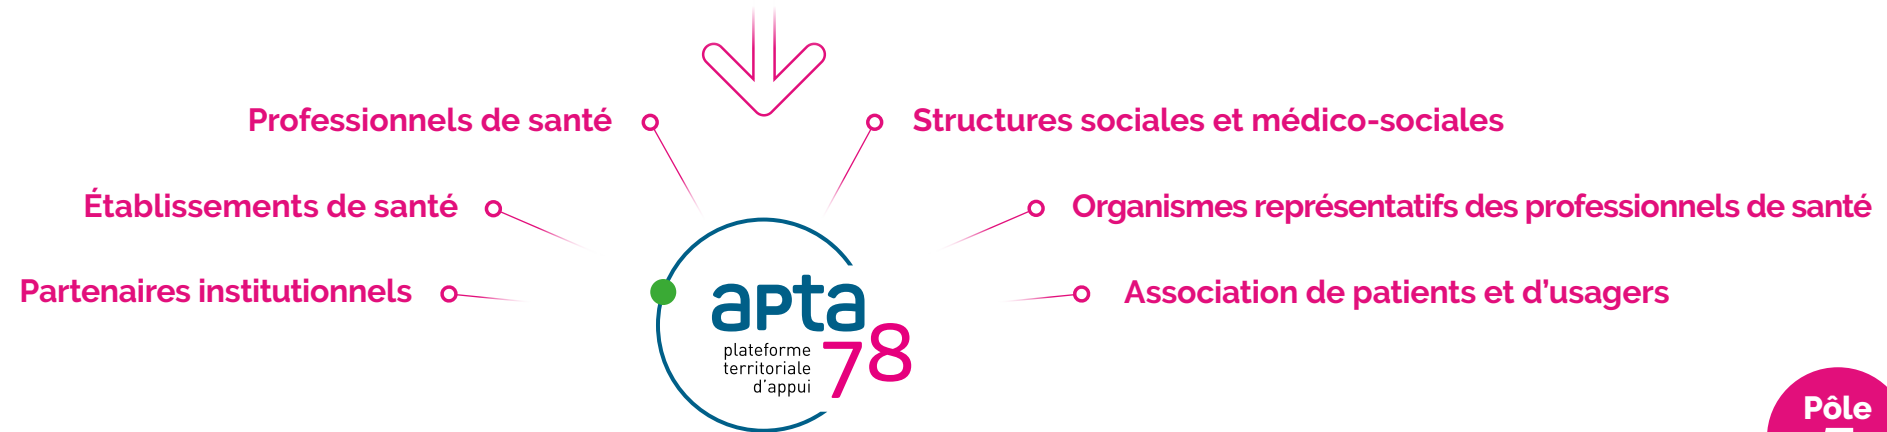 Professionnels de santé
Structures sociales et médico-sociales
Établissements de santé
Organismes représentatifs des professionnels de santé
Partenaires institutionnels
Association de patients et d'usagers
apta
78
plateforme
territoriale
d'appui
Pôle